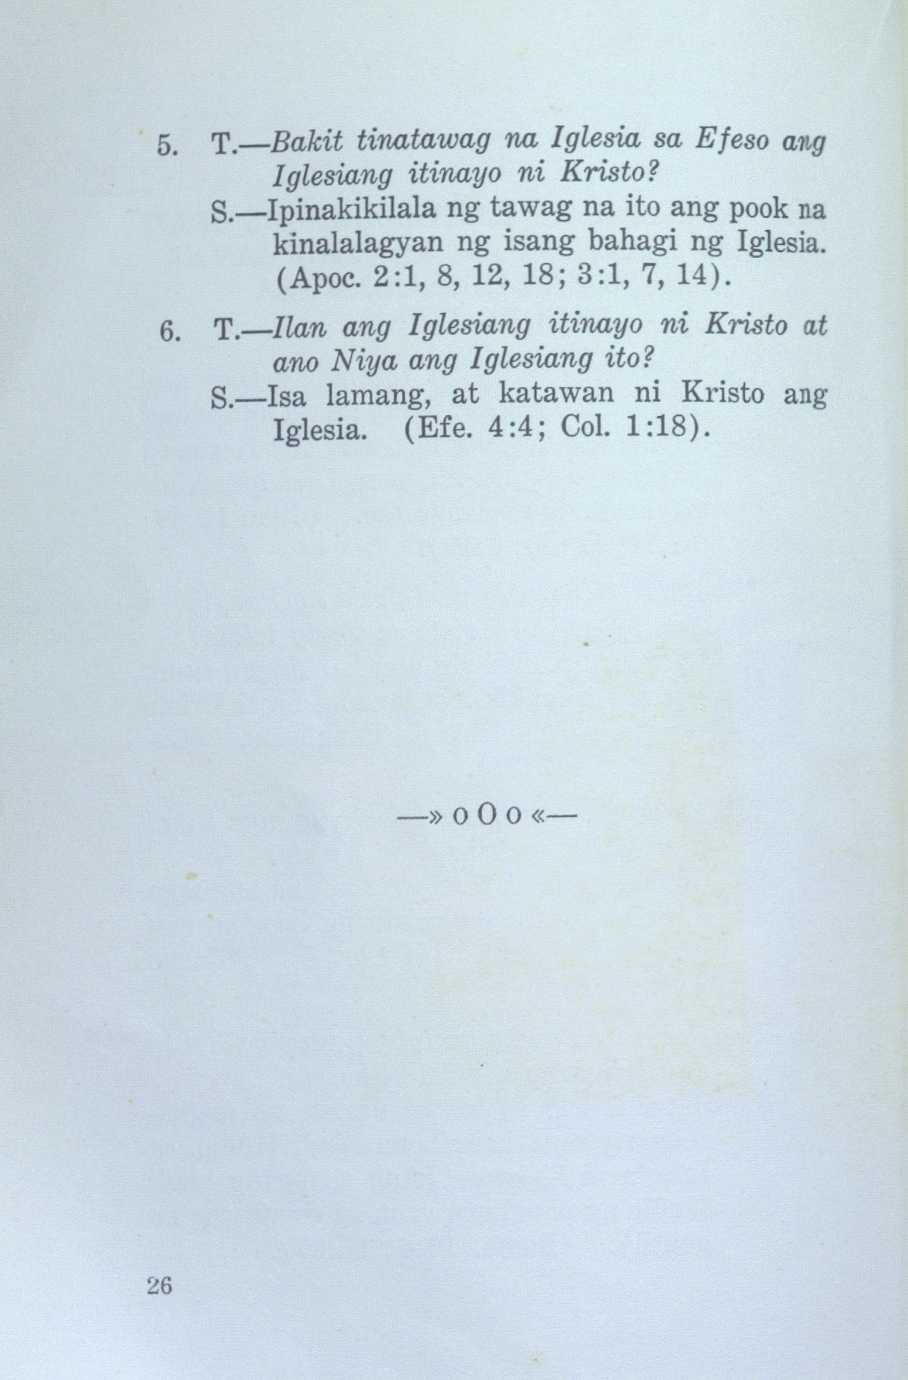 5. T.—Bakit tinatawag na Iglesia sa Efeso ang
Iglesiang itinayo ni Kristo?
S.—Ipinakikilala ng tawag na ito ang pook na
kinalalagyan ng isang bahagi ng Iglesia.
(Apoc. 2:1, 8, 12, 18; 3:1, 7, 14).
6. T.—Ilan ang Iglesiang itinayo ni Kristo at
ano Niya ang Iglesiang ito?
S.—Isa lamang, at katawan ni Kristo ang
Iglesia. (Efe. 4:4; Col. 1:18).
—» o O o «—
26